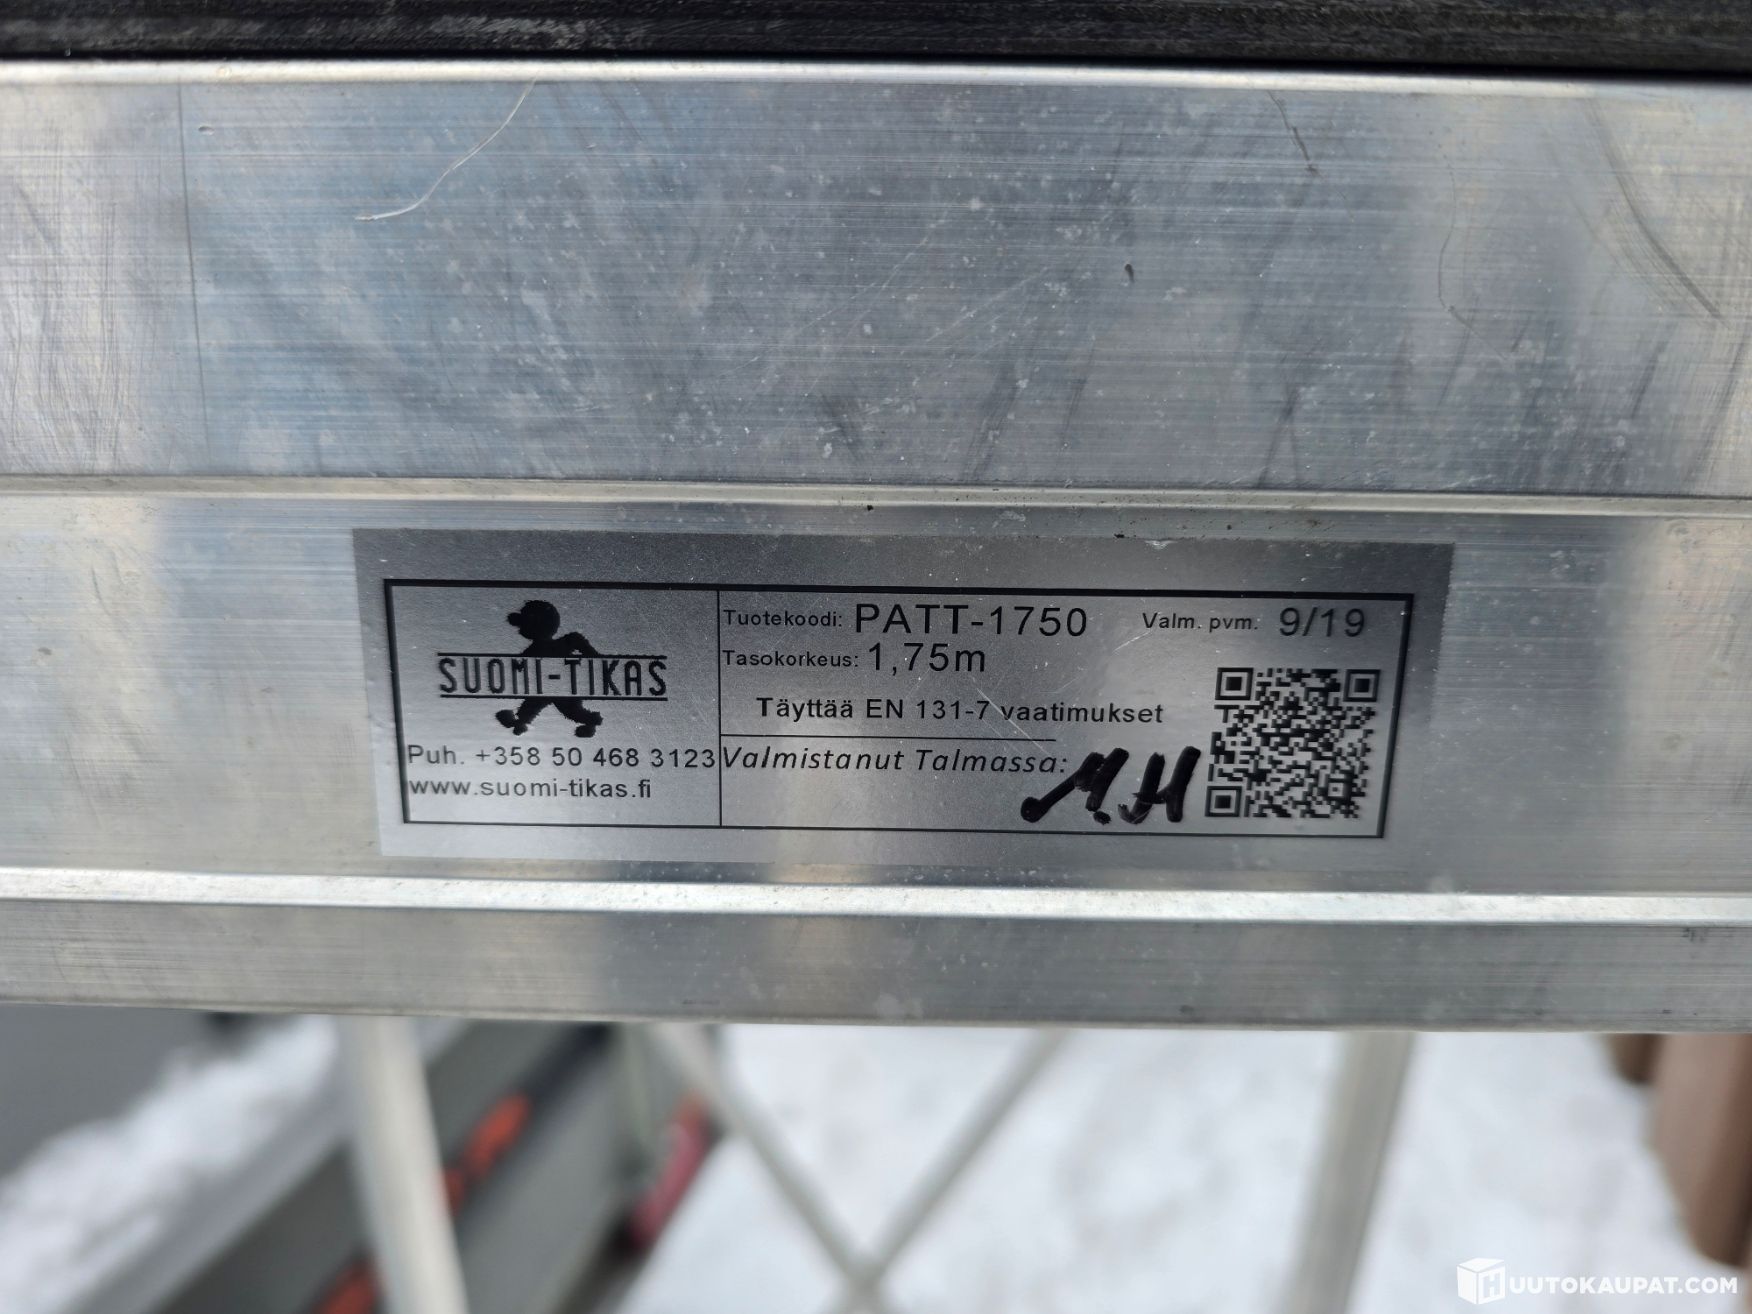 SUOMI-TIKAS
Puh. +358 50 468 3123
www.suomi-tikas.fi
Tuotekoodi: PATT-1750
Valm. pvm. 9/19
Tasokorkeus: 1,75m
Täyttää EN 131-7 vaatimukset
Valmistanut Talmassa: M.H
HUUTOKAUPAT.COM